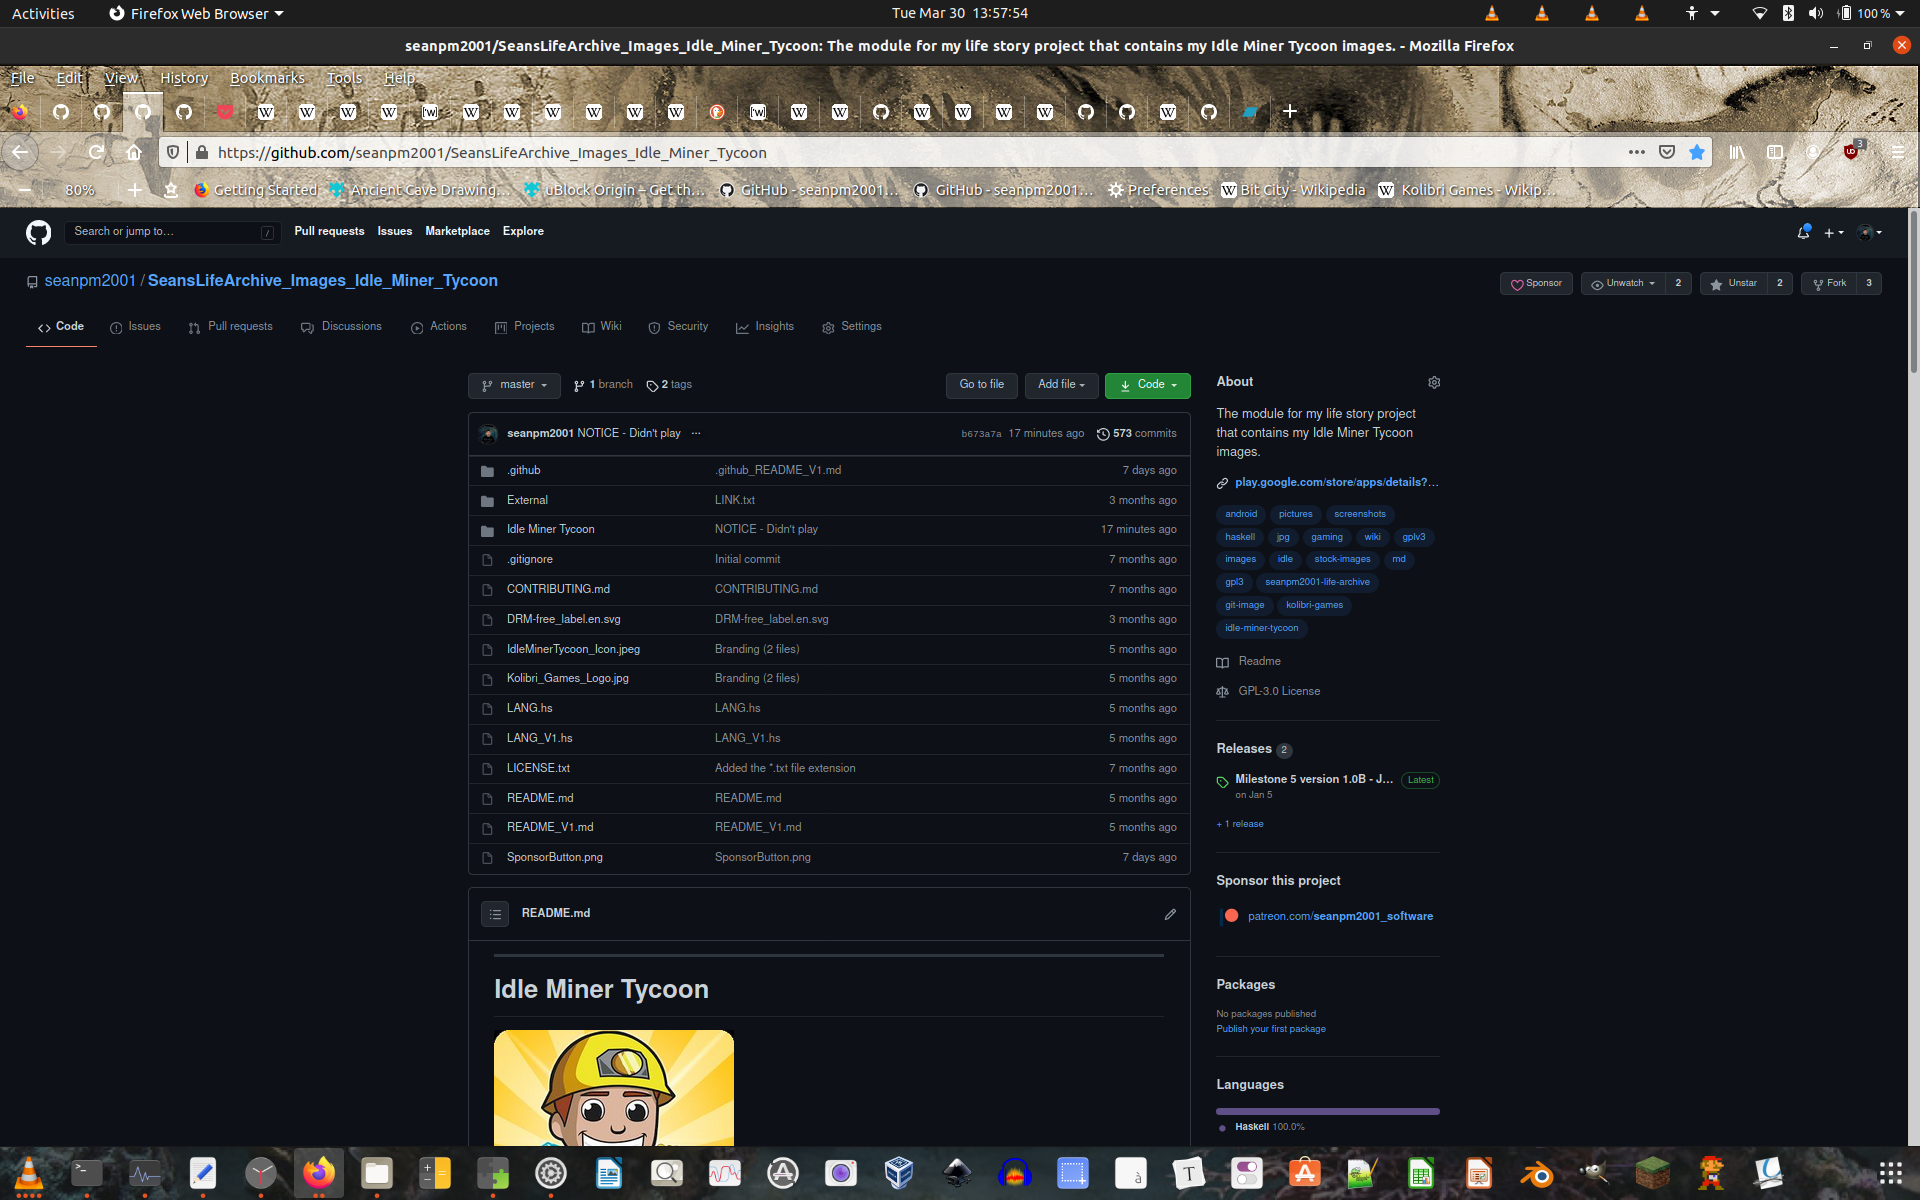 Activities Firefox Web Browser Tue Mar 30 13:57:54 100 %
seanpm2001/SeansLifeArchive_Images_Idle_Miner_Tycoon: The module for my life story project that contains my Idle Miner Tycoon images. - Mozilla Firefox
File Edit View History Bookmarks Tools Help
https://github.com/seanpm2001/SeansLifeArchive_Images_Idle_Miner_Tycoon 3
80% Getting Started Ancient Cave Drawing... uBlock Origin – Get th... GitHub - seanpm2001... GitHub - seanpm2001... Preferences Bit City - Wikipedia Kolibri Games - Wikip...
Search or jump to... / Pull requests Issues Marketplace Explore
seanpm2001 / SeansLifeArchive_Images_Idle_Miner_Tycoon Sponsor Unwatch 2 Unstar 2 Fork 3
Code Issues Pull requests Discussions Actions Projects Wiki Security Insights Settings
master 1 branch 2 tags Go to file Add file Code
seanpm2001 NOTICE - Didn't play ... b673a7a 17 minutes ago 573 commits
.github .github_README_V1.md 7 days ago
External LINK.txt 3 months ago
Idle Miner Tycoon NOTICE - Didn't play 17 minutes ago
.gitignore Initial commit 7 months ago
CONTRIBUTING.md CONTRIBUTING.md 7 months ago
DRM-free_label.en.svg DRM-free_label.en.svg 3 months ago
IdleMinerTycoon_Icon.jpeg Branding (2 files) 5 months ago
Kolibri_Games_Logo.jpg Branding (2 files) 5 months ago
LANG.hs LANG.hs 5 months ago
LANG_V1.hs LANG_V1.hs 5 months ago
LICENSE.txt Added the *.txt file extension 7 months ago
README.md README.md 5 months ago
README_V1.md README_V1.md 5 months ago
SponsorButton.png SponsorButton.png 7 days ago
README.md
Idle Miner Tycoon
About
The module for my life story project
that contains my Idle Miner Tycoon
images.
play.google.com/store/apps/details?...
android pictures screenshots
haskell jpg gaming wiki gplv3
images idle stock-images md
gpl3 seanpm2001-life-archive
git-image kolibri-games
idle-miner-tycoon
Readme
GPL-3.0 License
Releases 2
Milestone 5 version 1.0B - J... Latest
on Jan 5
+ 1 release
Sponsor this project
patreon.com/seanpm2001_software
Packages
No packages published
Publish your first package
Languages
Haskell 100.0%